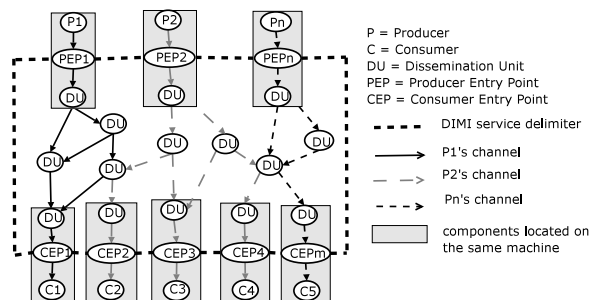 P1 P2 Pn
PEP1 PEP2 PEPn
DU DU DU
DU DU DU DU
DU DU DU
DU DU DU DU DU
CEP1 CEP2 CEP3 CEP4 CEPm
C1 C2 C3 C4 C5
P = Producer
C = Consumer
DU = Dissemination Unit
PEP = Producer Entry Point
CEP = Consumer Entry Point
DIMI service delimiter
P1's channel
P2's channel
Pn's channel
components located on
the same machine